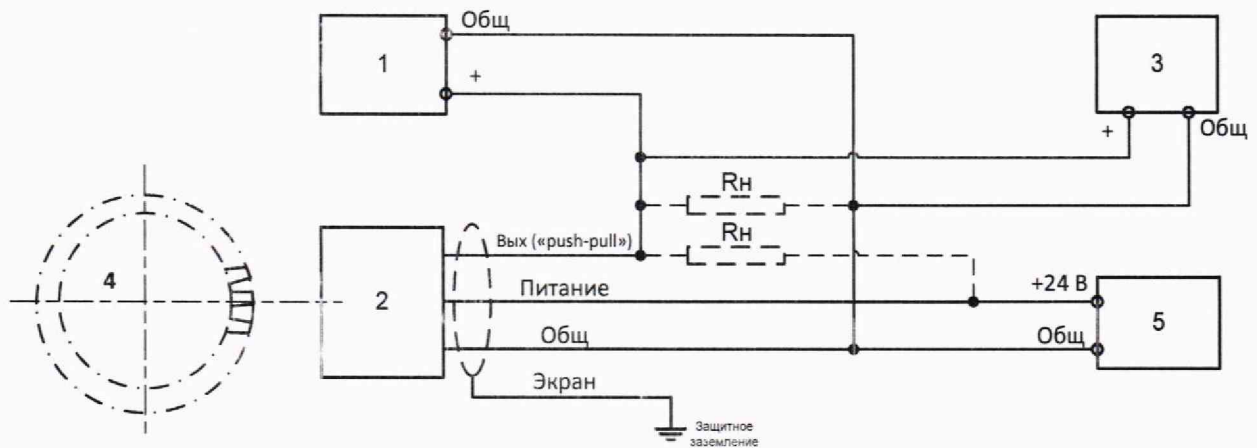 Общ
1
+
3
+
Общ
Rн
Rн
Вых («push-pull»)
4
2
Питание
+24 В
5
Общ
Общ
Экран
Защитное
заземление